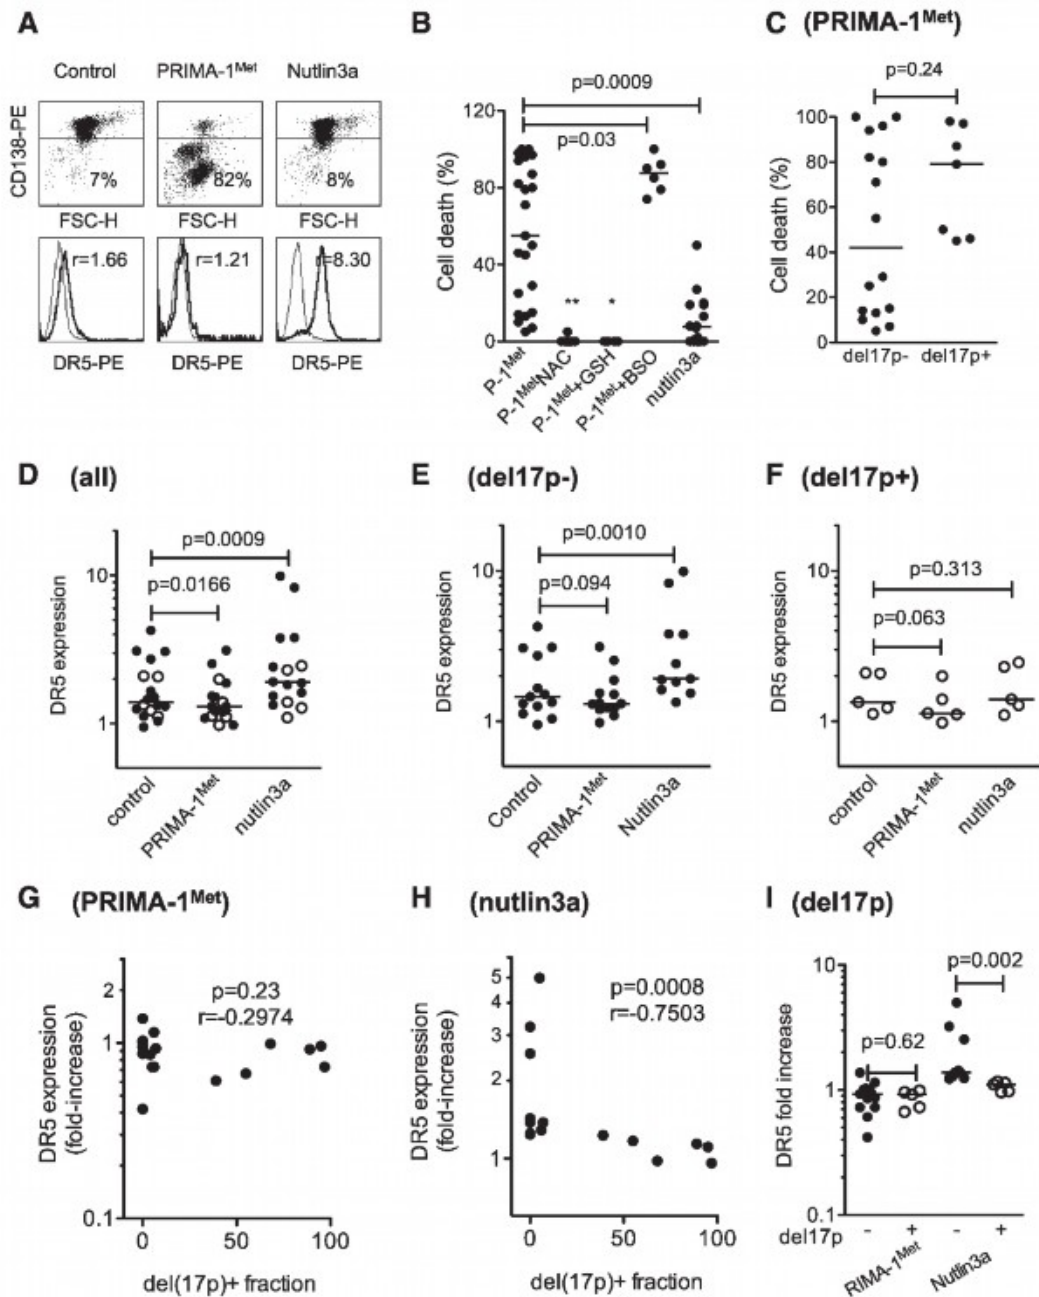 A
Control PRIMA-1Met Nutlin3a
CD138-PE
7% 82% 8%
FSC-H FSC-H FSC-H
r=1.66 r=1.21 r=8.30
DR5-PE DR5-PE DR5-PE
B
p=0.0009
p=0.03
Cell death (%)
120
80
40
0
** *
P-1Met
P-1MetNAC
P-1Met+GSH
P-1Met+BSO
nutlin3a
C (PRIMA-1Met)
p=0.24
Cell death (%)
100
80
60
40
20
0
del17p- del17p+
D (all)
p=0.0009
p=0.0166
DR5 expression
10
1
control
PRIMA-1Met
nutlin3a
E (del17p-)
p=0.0010
p=0.094
DR5 expression
10
1
Control
PRIMA-1Met
Nutlin3a
F (del17p+)
p=0.313
p=0.063
DR5 expression
10
1
control
PRIMA-1Met
nutlin3a
G (PRIMA-1Met)
p=0.23
r=-0.2974
DR5 expression
(fold-increase)
2
1
0.1
0 50 100
del(17p)+ fraction
H (nutlin3a)
p=0.0008
r=-0.7503
DR5 expression
(fold-increase)
5
4
3
2
1
0 50 100
del(17p)+ fraction
I (del17p)
p=0.002
p=0.62
DR5 fold increase
10
1
0.1
del17p - + - +
RIMA-1Met
Nutlin3a